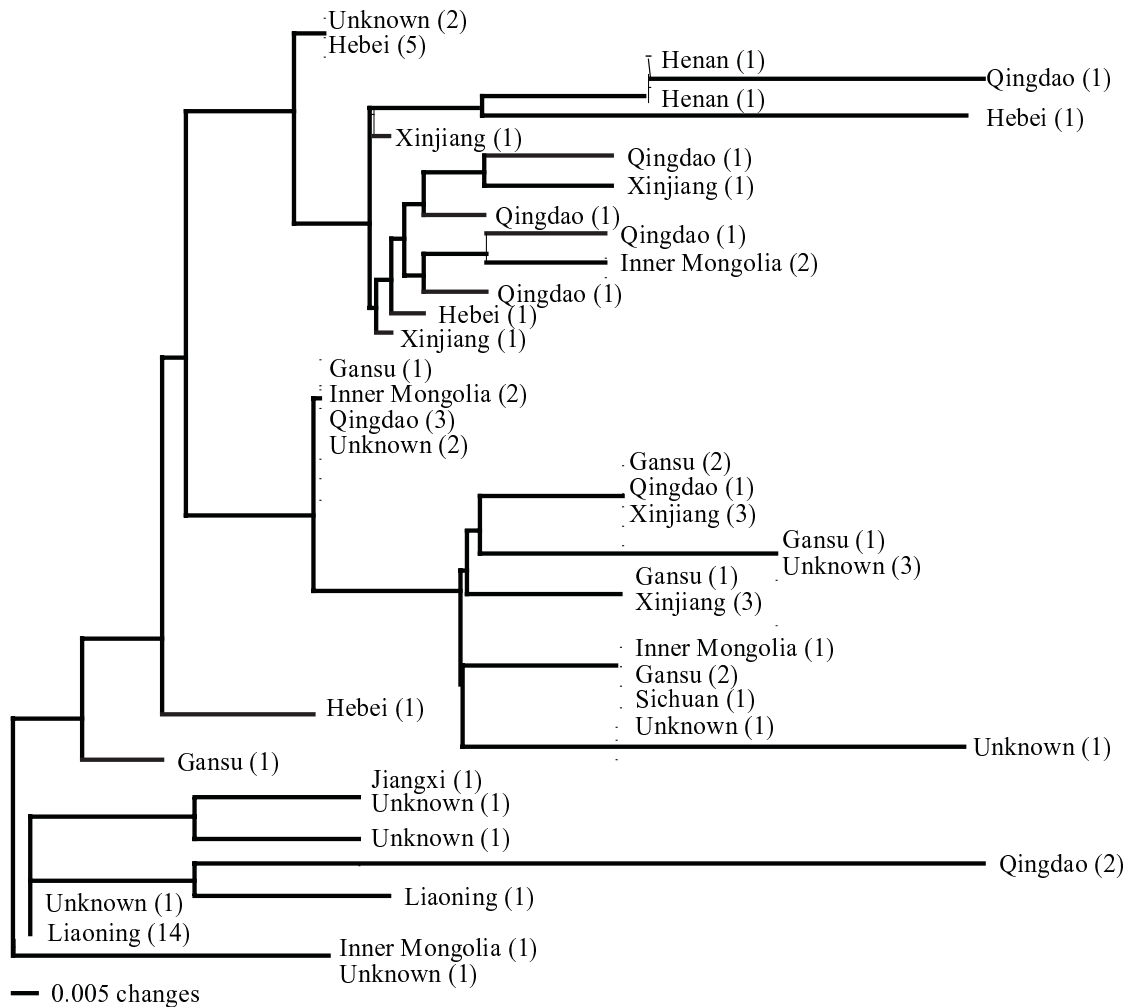 Unknown (2)
Hebei (5)
Henan (1)
Qingdao (1)
Henan (1)
Hebei (1)
Xinjiang (1)
Qingdao (1)
Xinjiang (1)
Qingdao (1)
Qingdao (1)
Inner Mongolia (2)
Qingdao (1)
Hebei (1)
Xinjiang (1)
Gansu (1)
Inner Mongolia (2)
Qingdao (3)
Unknown (2)
Gansu (2)
Qingdao (1)
Xinjiang (3)
Gansu (1)
Unknown (3)
Gansu (1)
Xinjiang (3)
Inner Mongolia (1)
Gansu (2)
Sichuan (1)
Unknown (1)
Hebei (1)
Unknown (1)
Gansu (1)
Jiangxi (1)
Unknown (1)
Unknown (1)
Qingdao (2)
Liaoning (1)
Unknown (1)
Liaoning (14)
Inner Mongolia (1)
Unknown (1)
0.005 changes